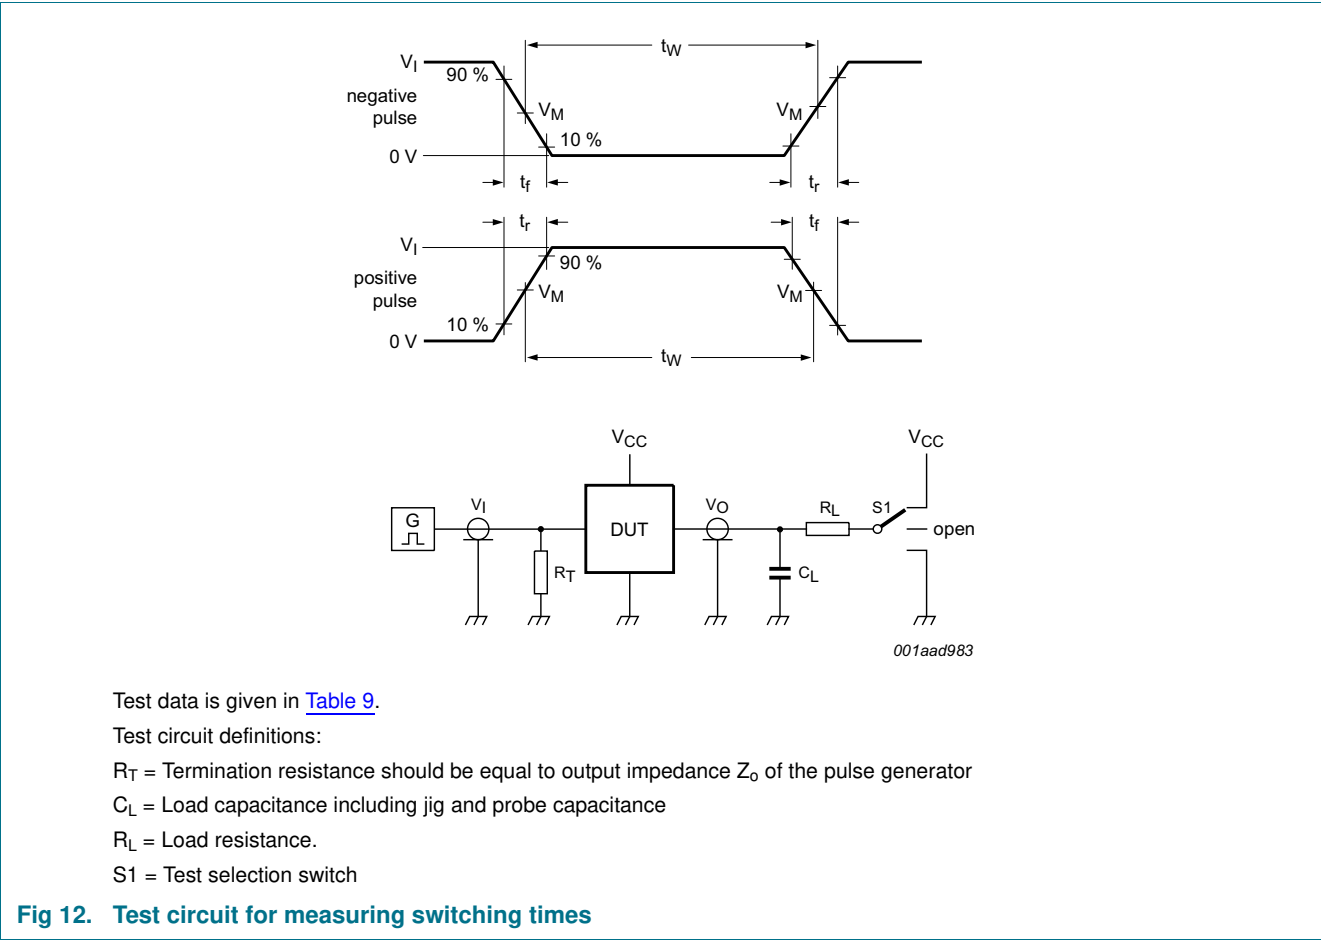 tW
VI
90 %
negative
pulse
VM
VM
10 %
0 V
tf
tr
tr
tf
VI
90 %
positive
pulse
VM
VM
10 %
0 V
tW
VCC
VCC
VI
VO
RL
S1
G
DUT
open
RT
CL
001aad983
Test data is given in Table 9.
Test circuit definitions:
RT = Termination resistance should be equal to output impedance Zo of the pulse generator
CL = Load capacitance including jig and probe capacitance
RL = Load resistance.
S1 = Test selection switch
Fig 12. Test circuit for measuring switching times